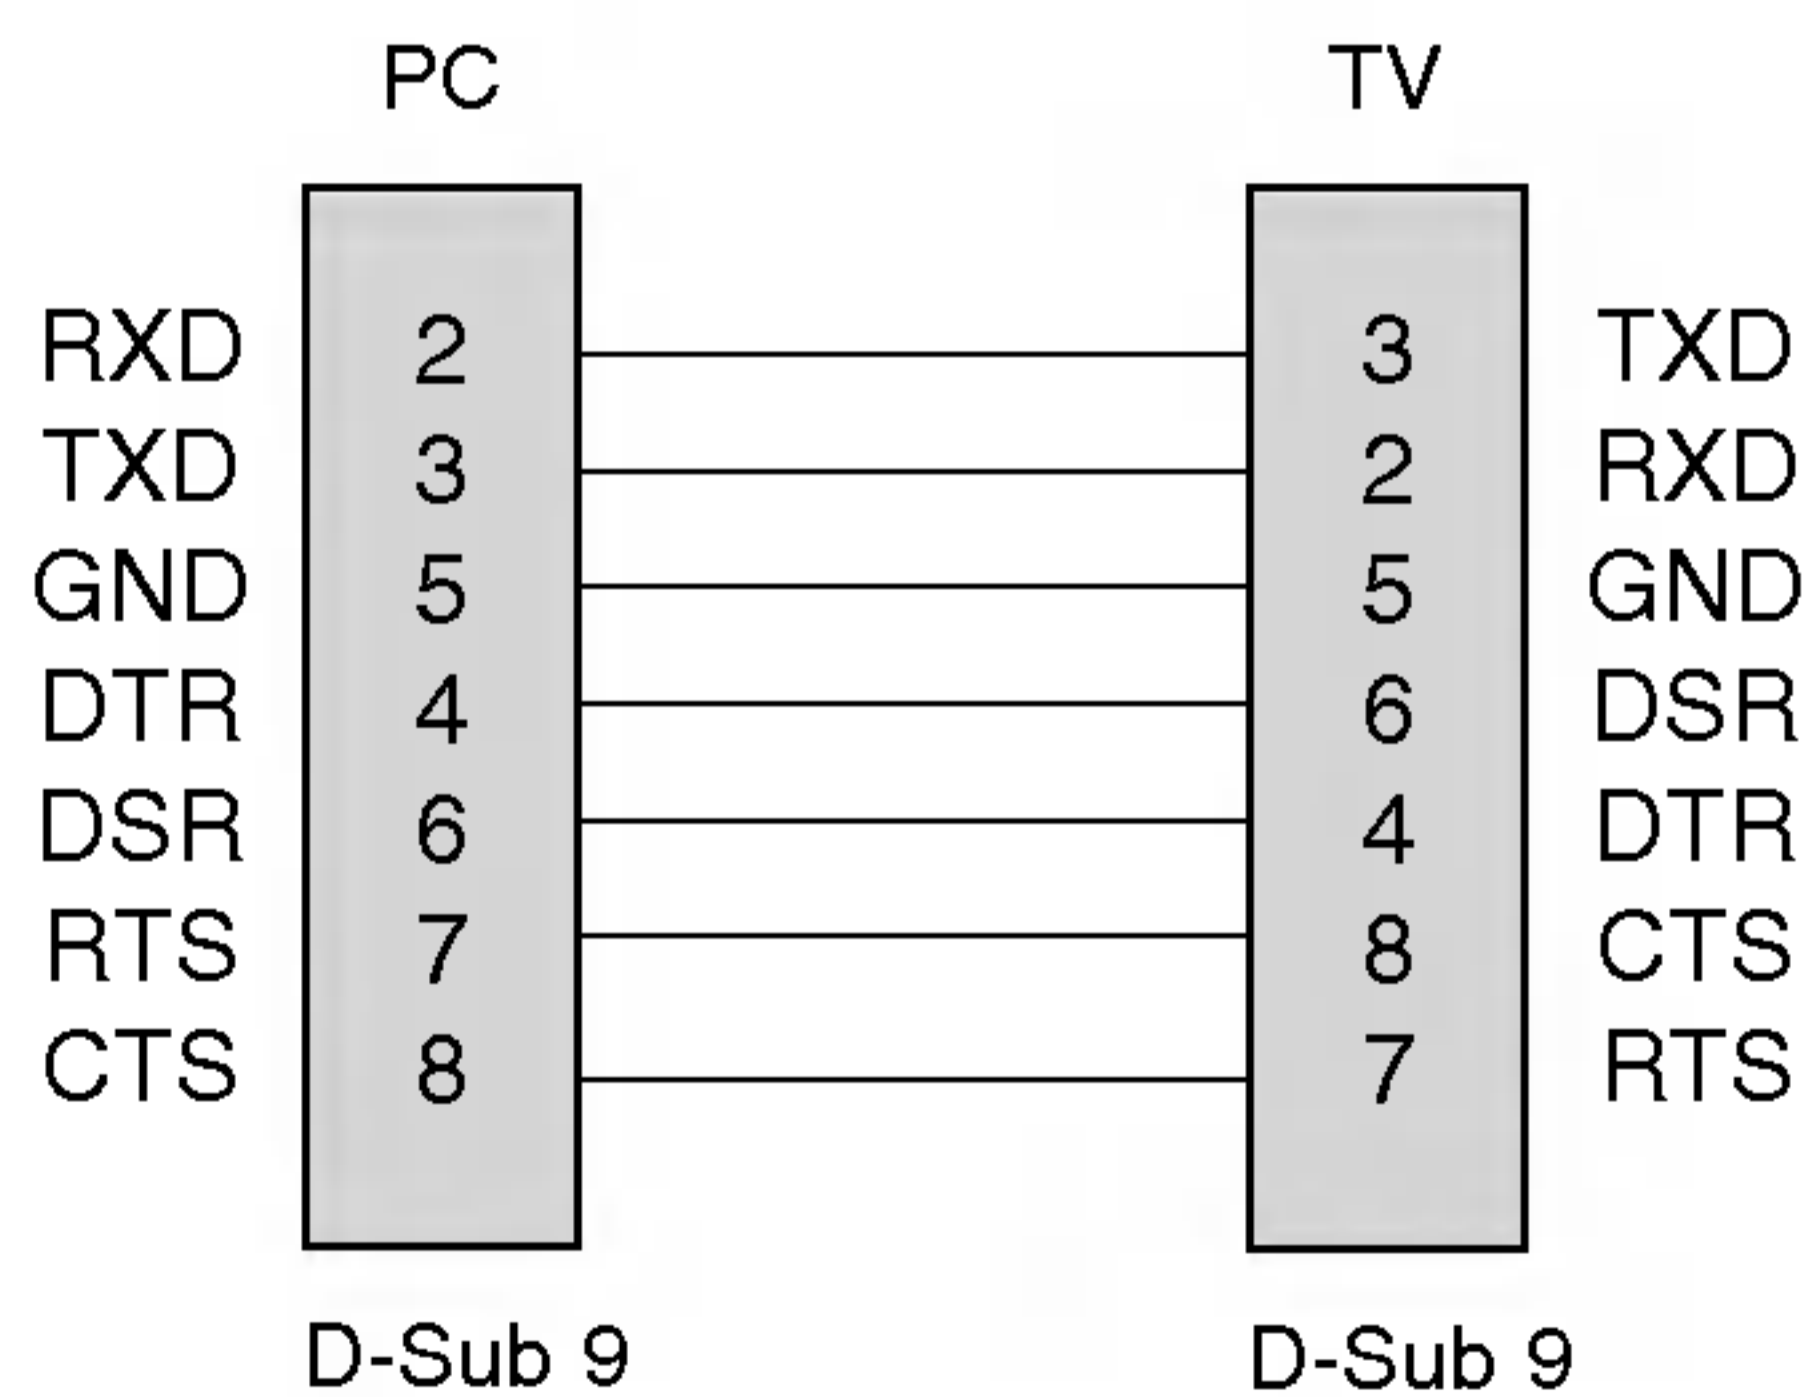 PC TV
RXD 2 3 TXD
TXD 3 2 RXD
GND 5 5 GND
DTR 4 6 DSR
DSR 6 4 DTR
RTS 7 8 CTS
CTS 8 7 RTS
D-Sub 9 D-Sub 9